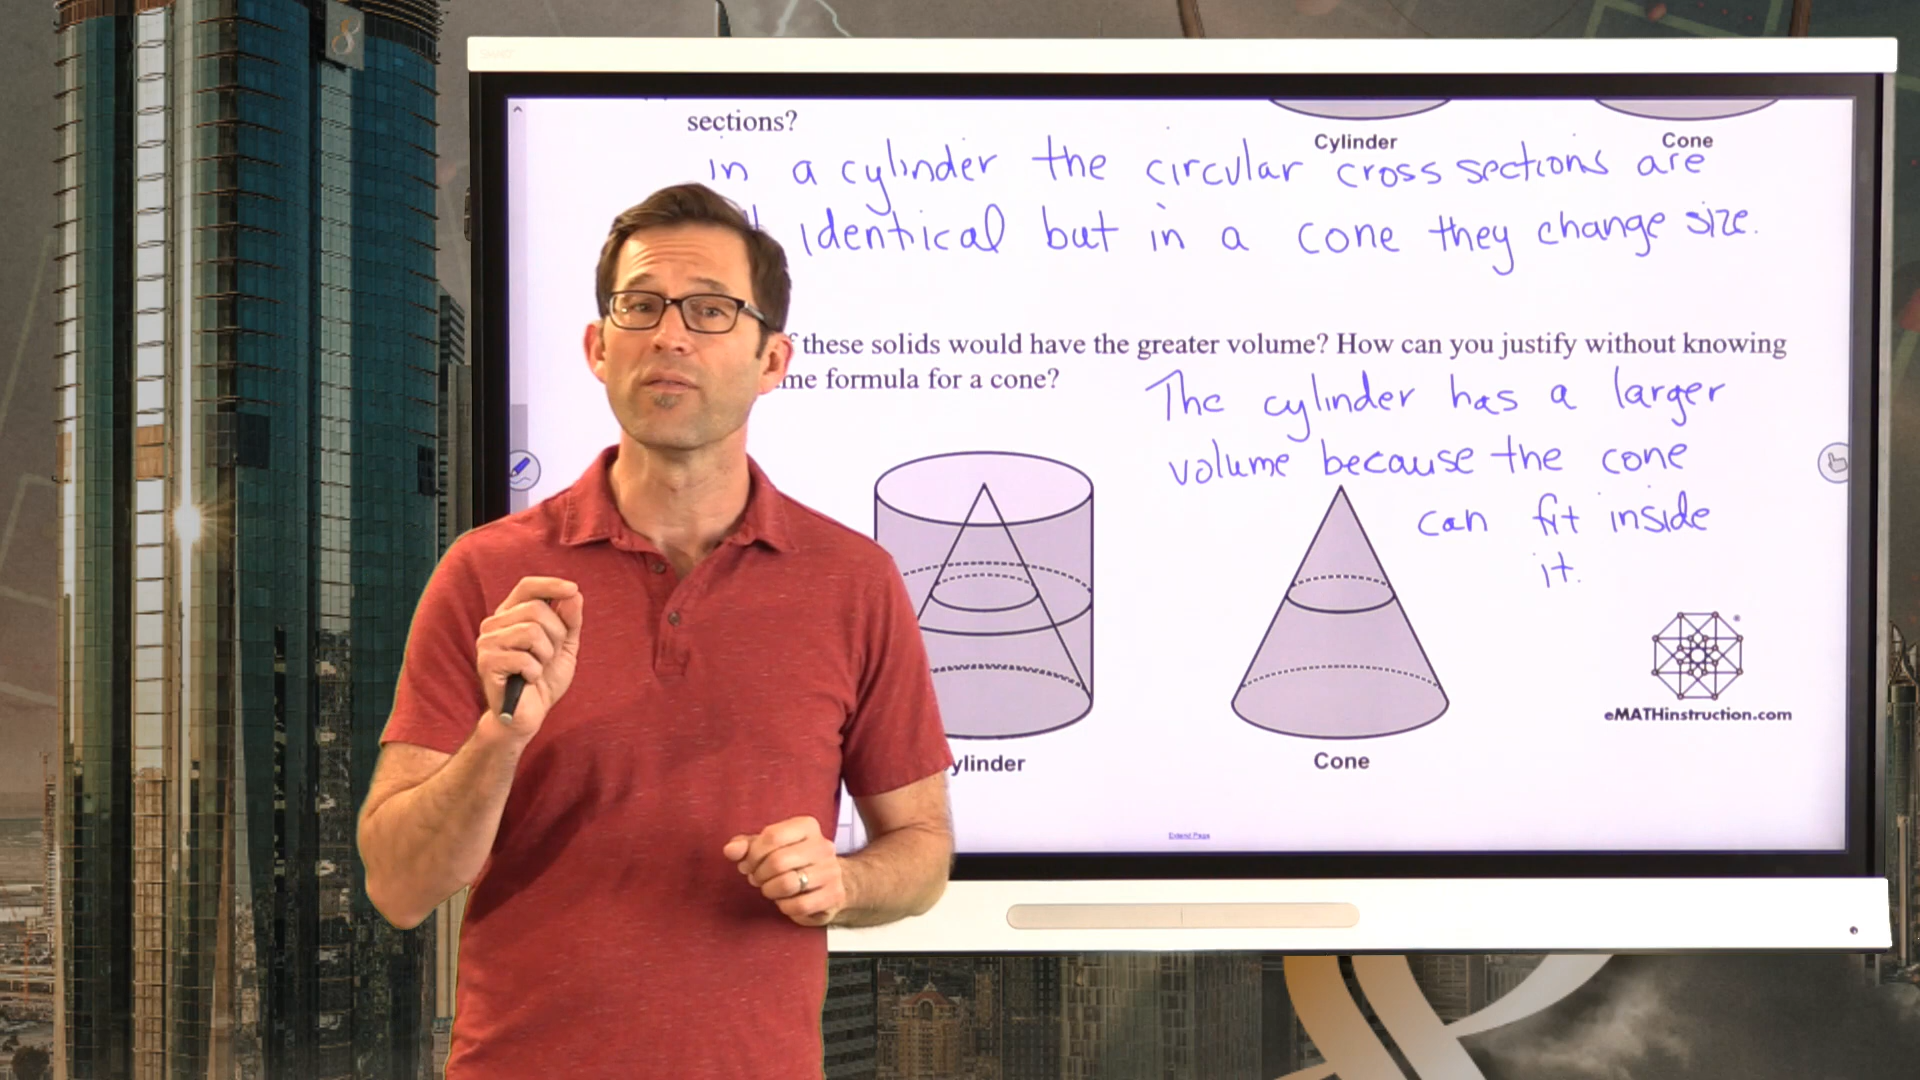 sections?
Cylinder
Cone
in a cylinder the circular cross sections are
identical but in a cone they change size.
these solids would have the greater volume? How can you justify without knowing
me formula for a cone?
The cylinder has a larger
volume because the cone
can fit inside
it.
eMATHinstruction.com
ylinder
Cone
Extend Page